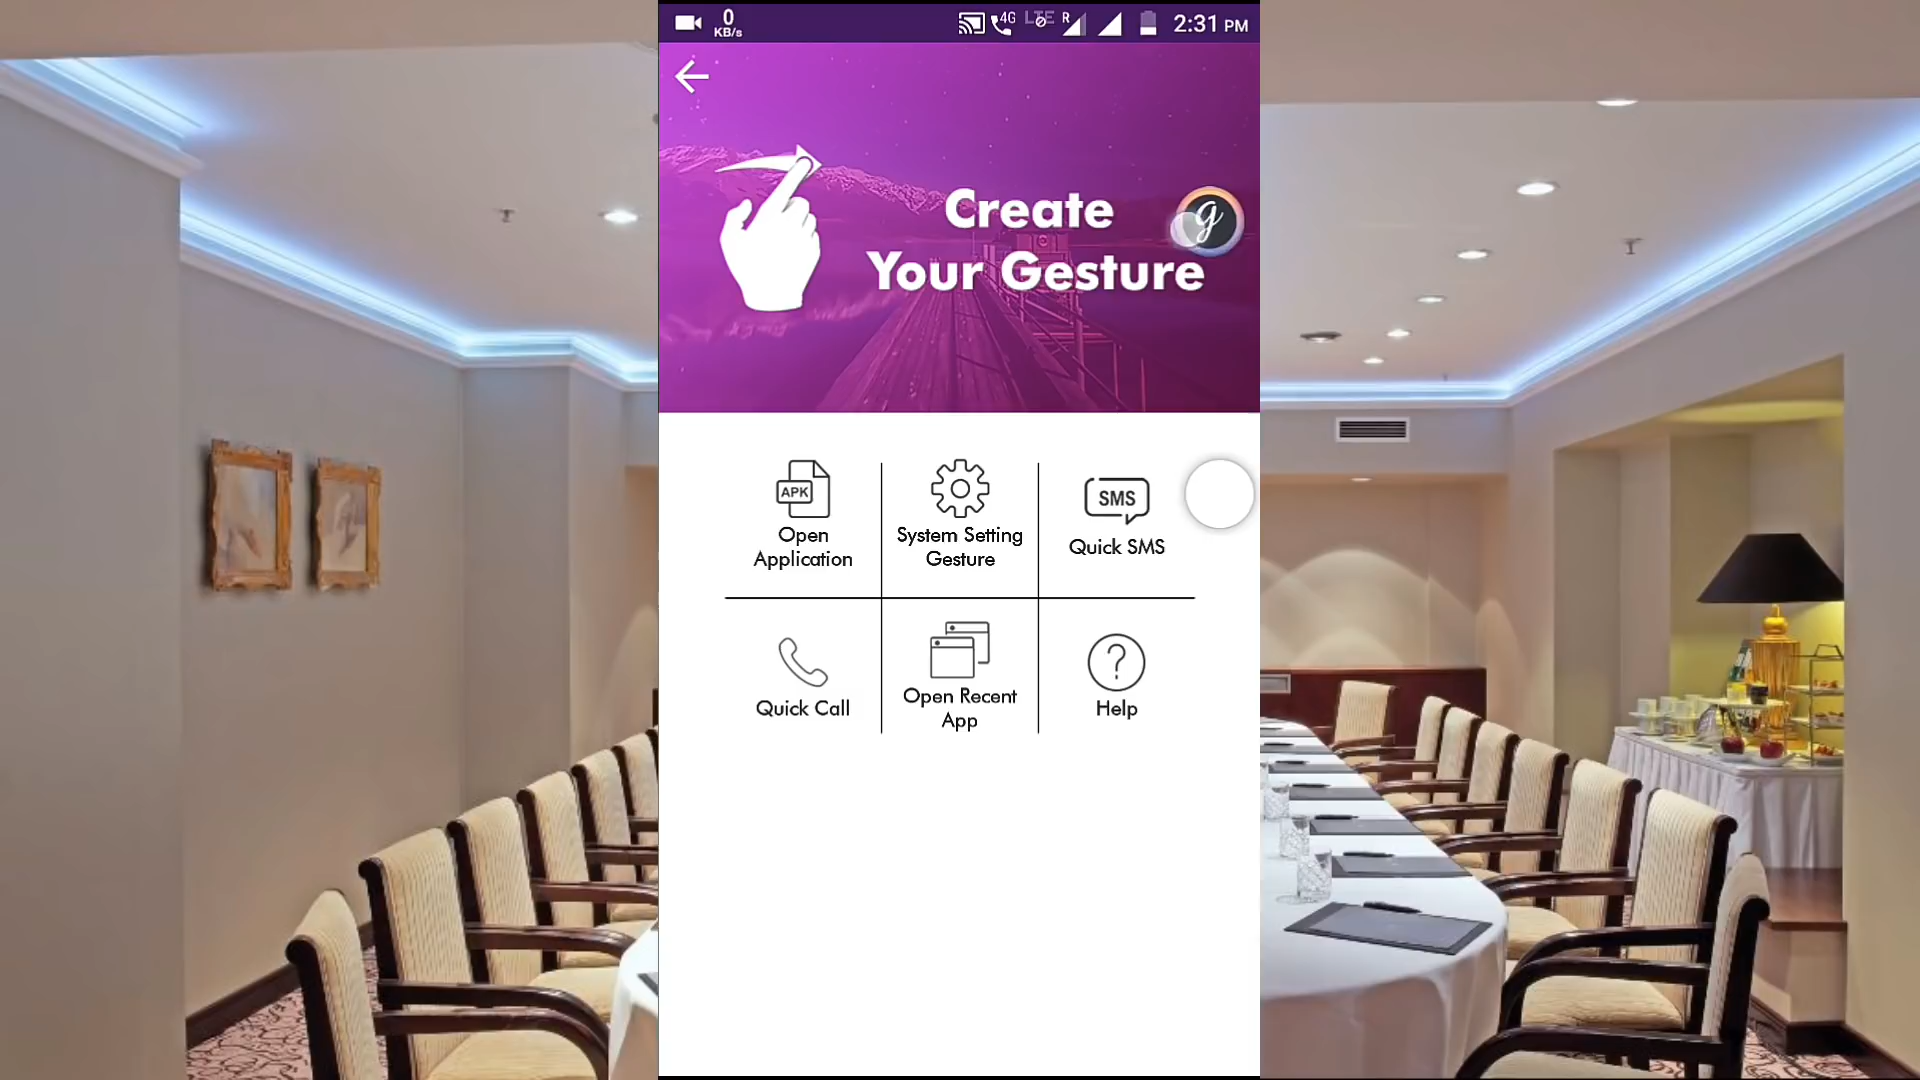 0
KB/s
4G
LTE
R
2:31 PM
Create
Your Gesture
g
APK
Open
Application
System Setting
Gesture
SMS
Quick SMS
Quick Call
Open Recent
App
?
Help